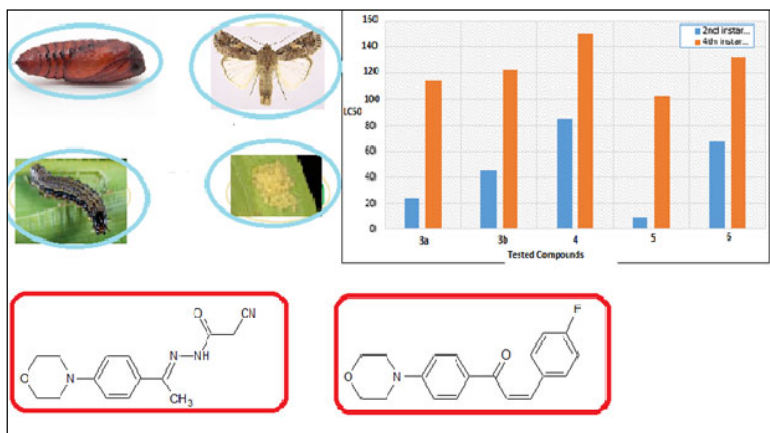 160
140
120
100
80
60
40
20
0
LC50
2nd instar...
4th instar...
3a
3b
4
5
6
Tested Compounds
O
N
N
NH
O
CN
CH3
O
N
O
F